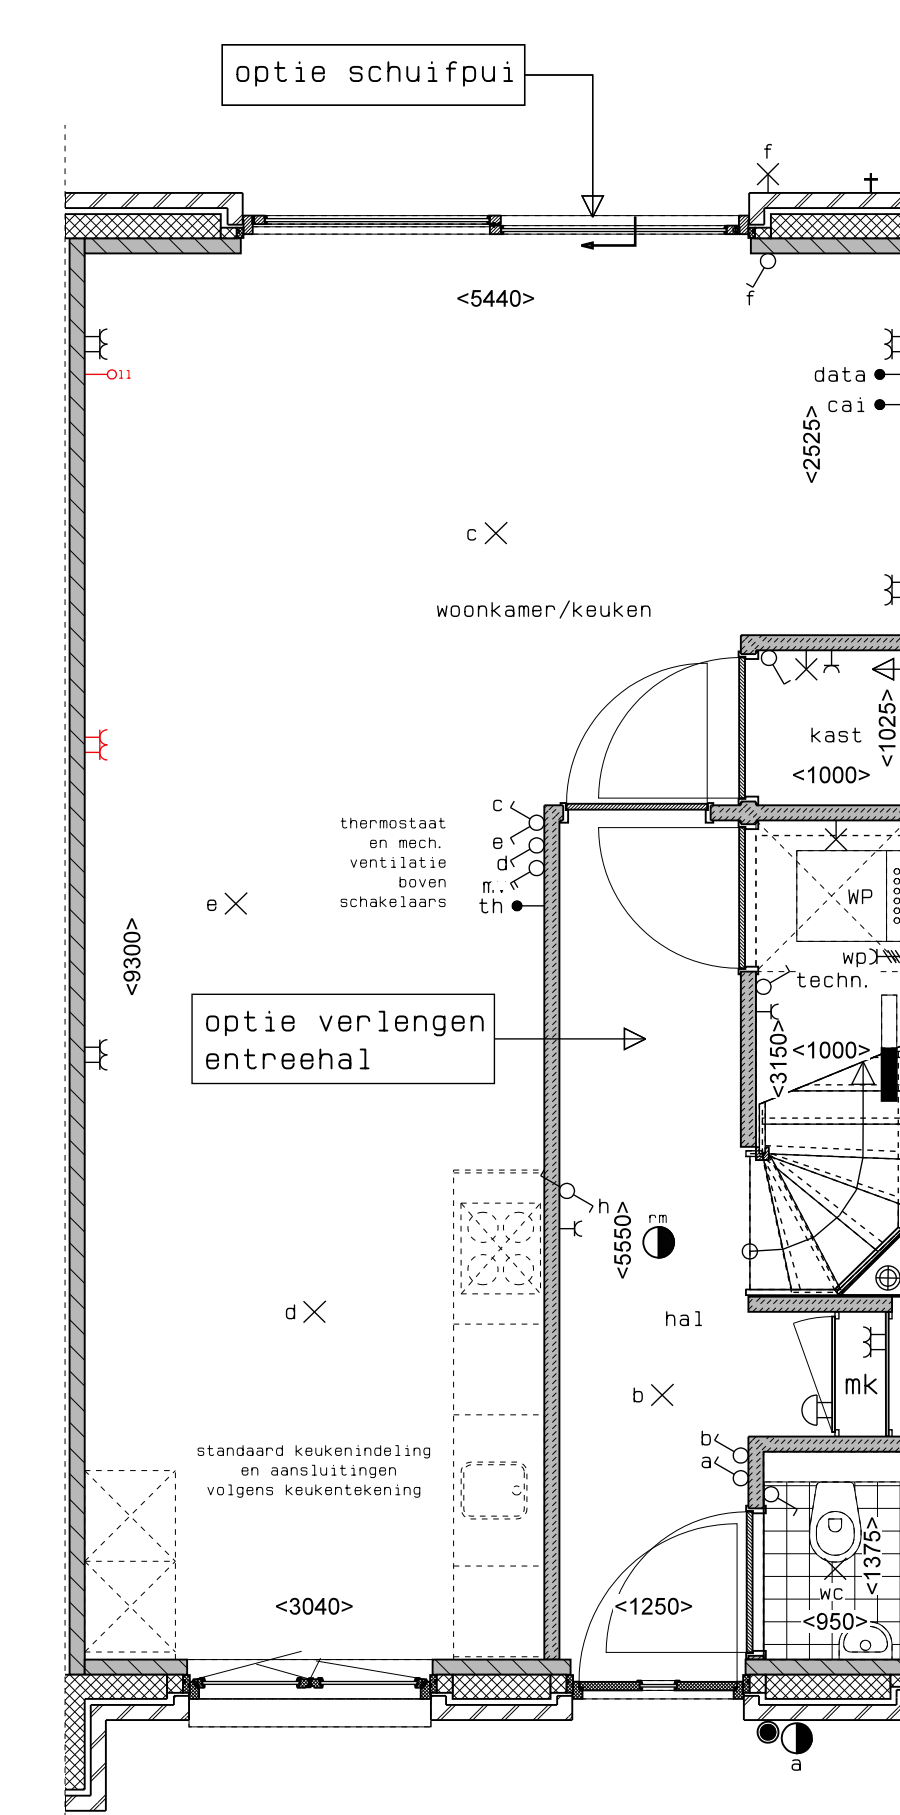 optie schuifpui
f
<5440>
f
11
data
cai
<2525>
c
woonkamer/keuken
kast
<1025>
<1000>
c
thermostaat
en mech.
ventilatie
boven
schakelaars
e
d
th
WP
e
wp
<9300>
techn.
optie verlengen
entreehal
<3150>
<1000>
h
<5550>
rm
d
hal
b
mk
b
a
standaard keukenindeling
en aansluitingen
volgens keukentekening
<1375>
wc
<3040>
<1250>
<950>
a